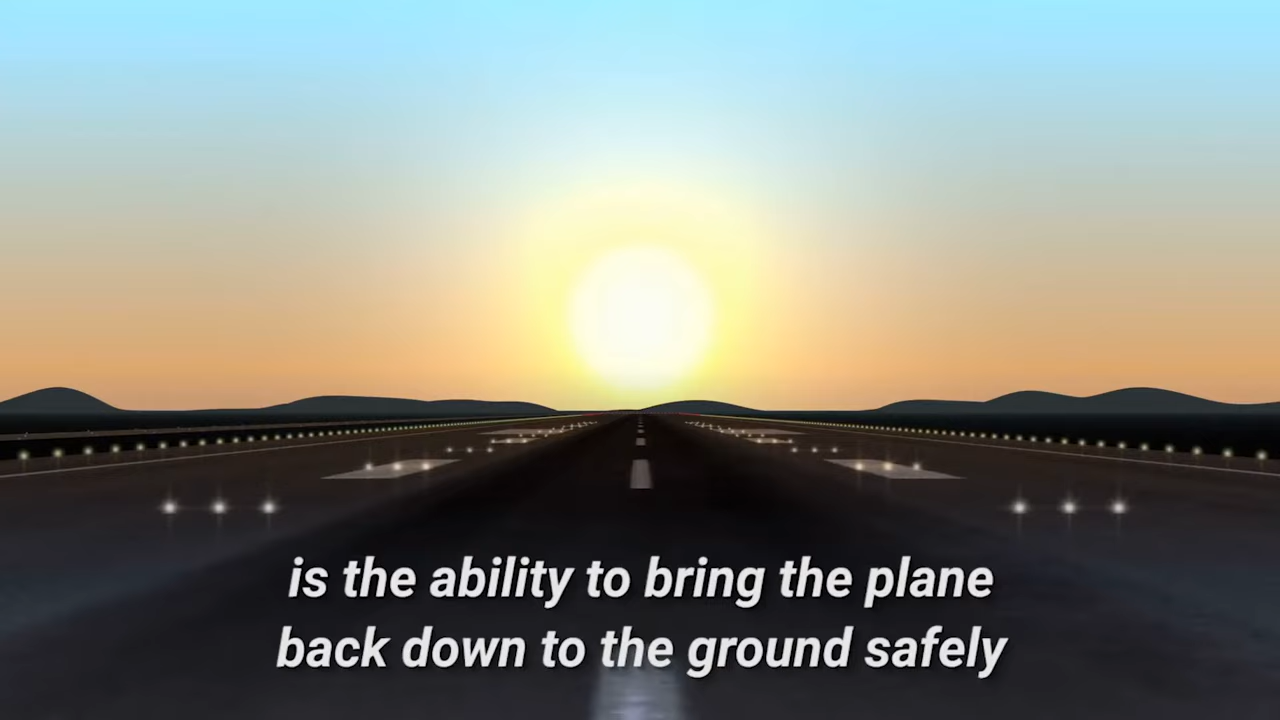 is the ability to bring the plane
back down to the ground safely